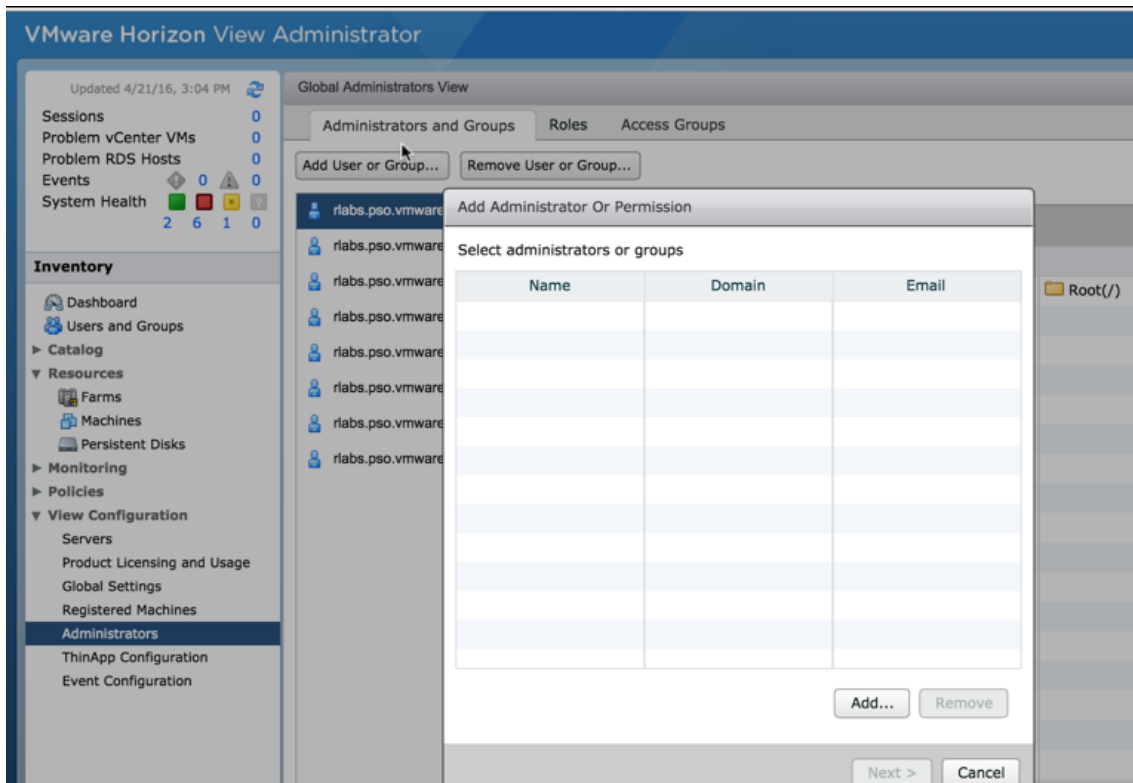 VMware Horizon View Administrator
Updated 4/21/16, 3:04 PM
Sessions 0
Problem vCenter VMs 0
Problem RDS Hosts 0
Events 0 0
System Health ?
2 6 1 0
Inventory
Dashboard
Users and Groups
Catalog
Resources
Farms
Machines
Persistent Disks
Monitoring
Policies
View Configuration
Servers
Product Licensing and Usage
Global Settings
Registered Machines
Administrators
ThinApp Configuration
Event Configuration
Global Administrators View
Administrators and Groups Roles Access Groups
Add User or Group... Remove User or Group...
rlabs.pso.vmware
rlabs.pso.vmware
rlabs.pso.vmware
rlabs.pso.vmware
rlabs.pso.vmware
rlabs.pso.vmware
rlabs.pso.vmware
rlabs.pso.vmware
Add Administrator Or Permission
Select administrators or groups
Name Domain Email
Add... Remove
Next > Cancel
Root(/)